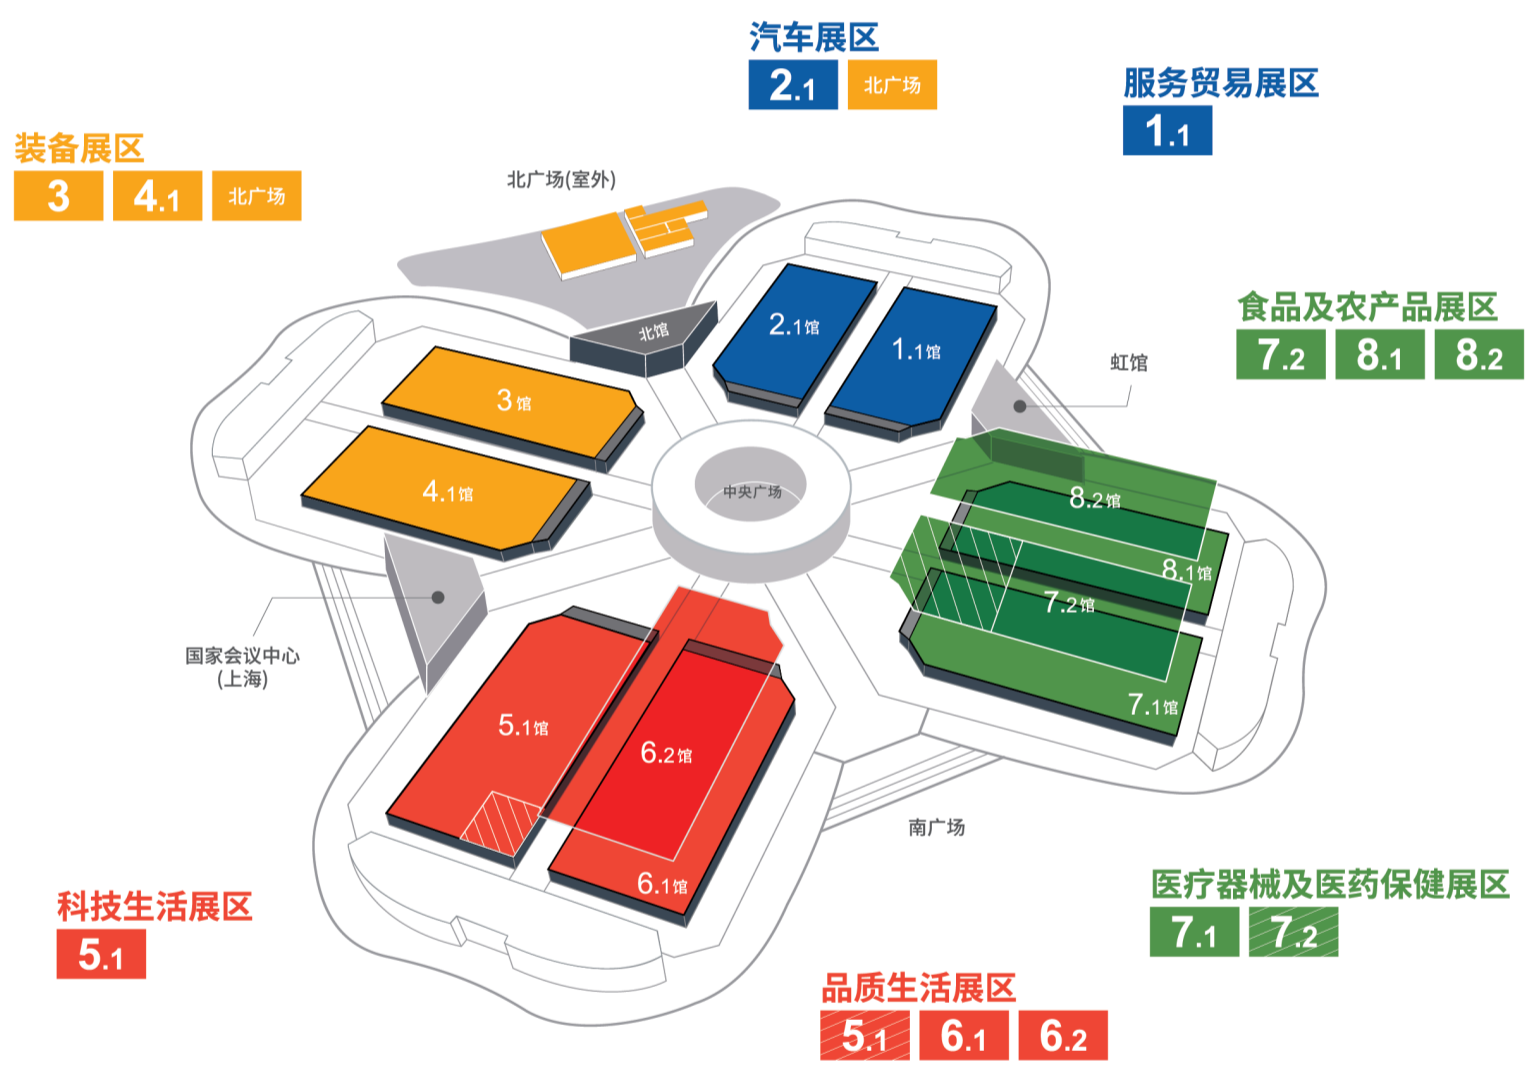 汽车展区
2.1 北广场
服务贸易展区
1.1
装备展区
3 4.1 北广场
北广场(室外)
北馆
2.1馆
1.1馆
虹馆
食品及农产品展区
7.2 8.1 8.2
3馆
4.1馆
中央广场
8.2馆
8.1馆
7.2馆
7.1馆
国家会议中心
(上海)
5.1馆
6.2馆
6.1馆
南广场
科技生活展区
5.1
医疗器械及医药保健展区
7.1 7.2
品质生活展区
5.1 6.1 6.2